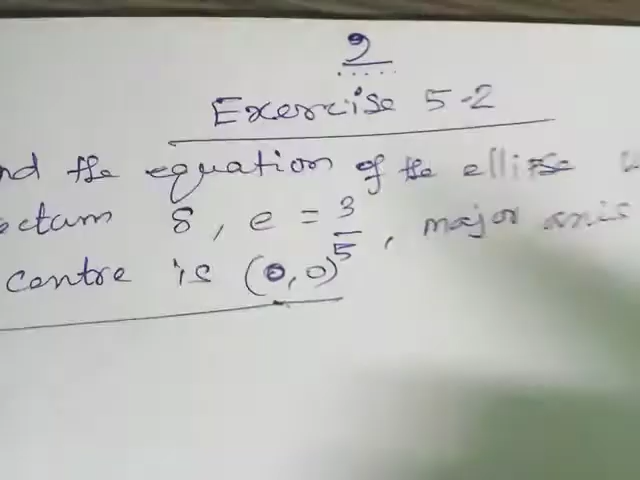 2
Exercise 5-2
nd the equation of the ellipse
ectum 8, e = 3/5, major axis
centre is (0,0)